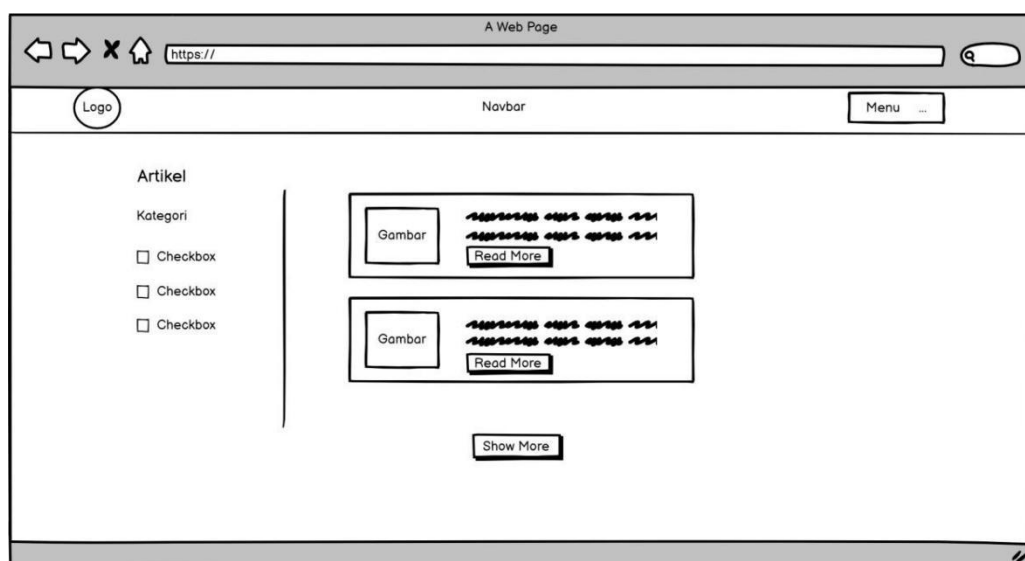 A Web Page
https://
Logo
Navbar
Menu ...
Artikel
Kategori
Checkbox
Checkbox
Checkbox
Gambar
Read More
Gambar
Read More
Show More